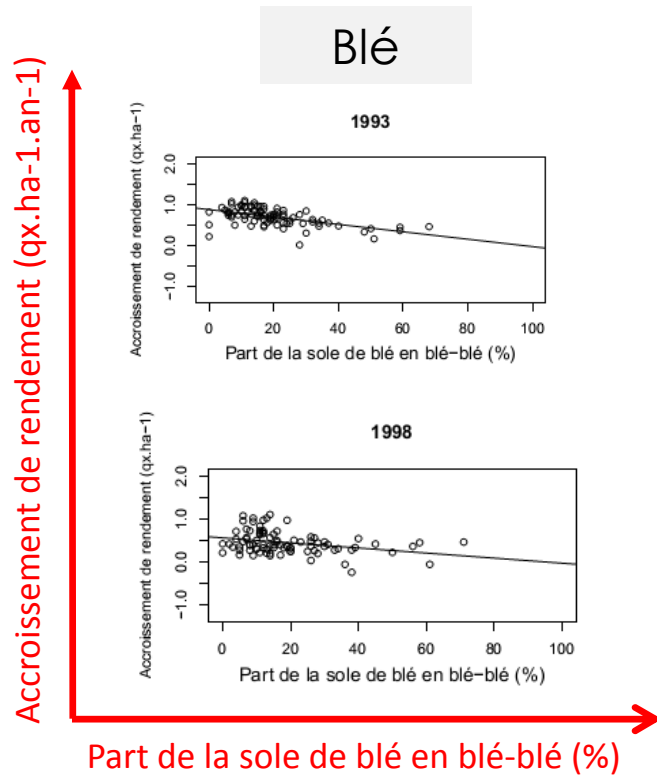 Blé
Accroissement de rendement (qx.ha-1.an-1)
1993
Accroissement de rendement (qx.ha−1)
2.0
1.0
0.0
−1.0
0 20 40 60 80 100
Part de la sole de blé en blé−blé (%)
1998
Accroissement de rendement (qx.ha−1)
2.0
1.0
0.0
−1.0
0 20 40 60 80 100
Part de la sole de blé en blé−blé (%)
Part de la sole de blé en blé-blé (%)